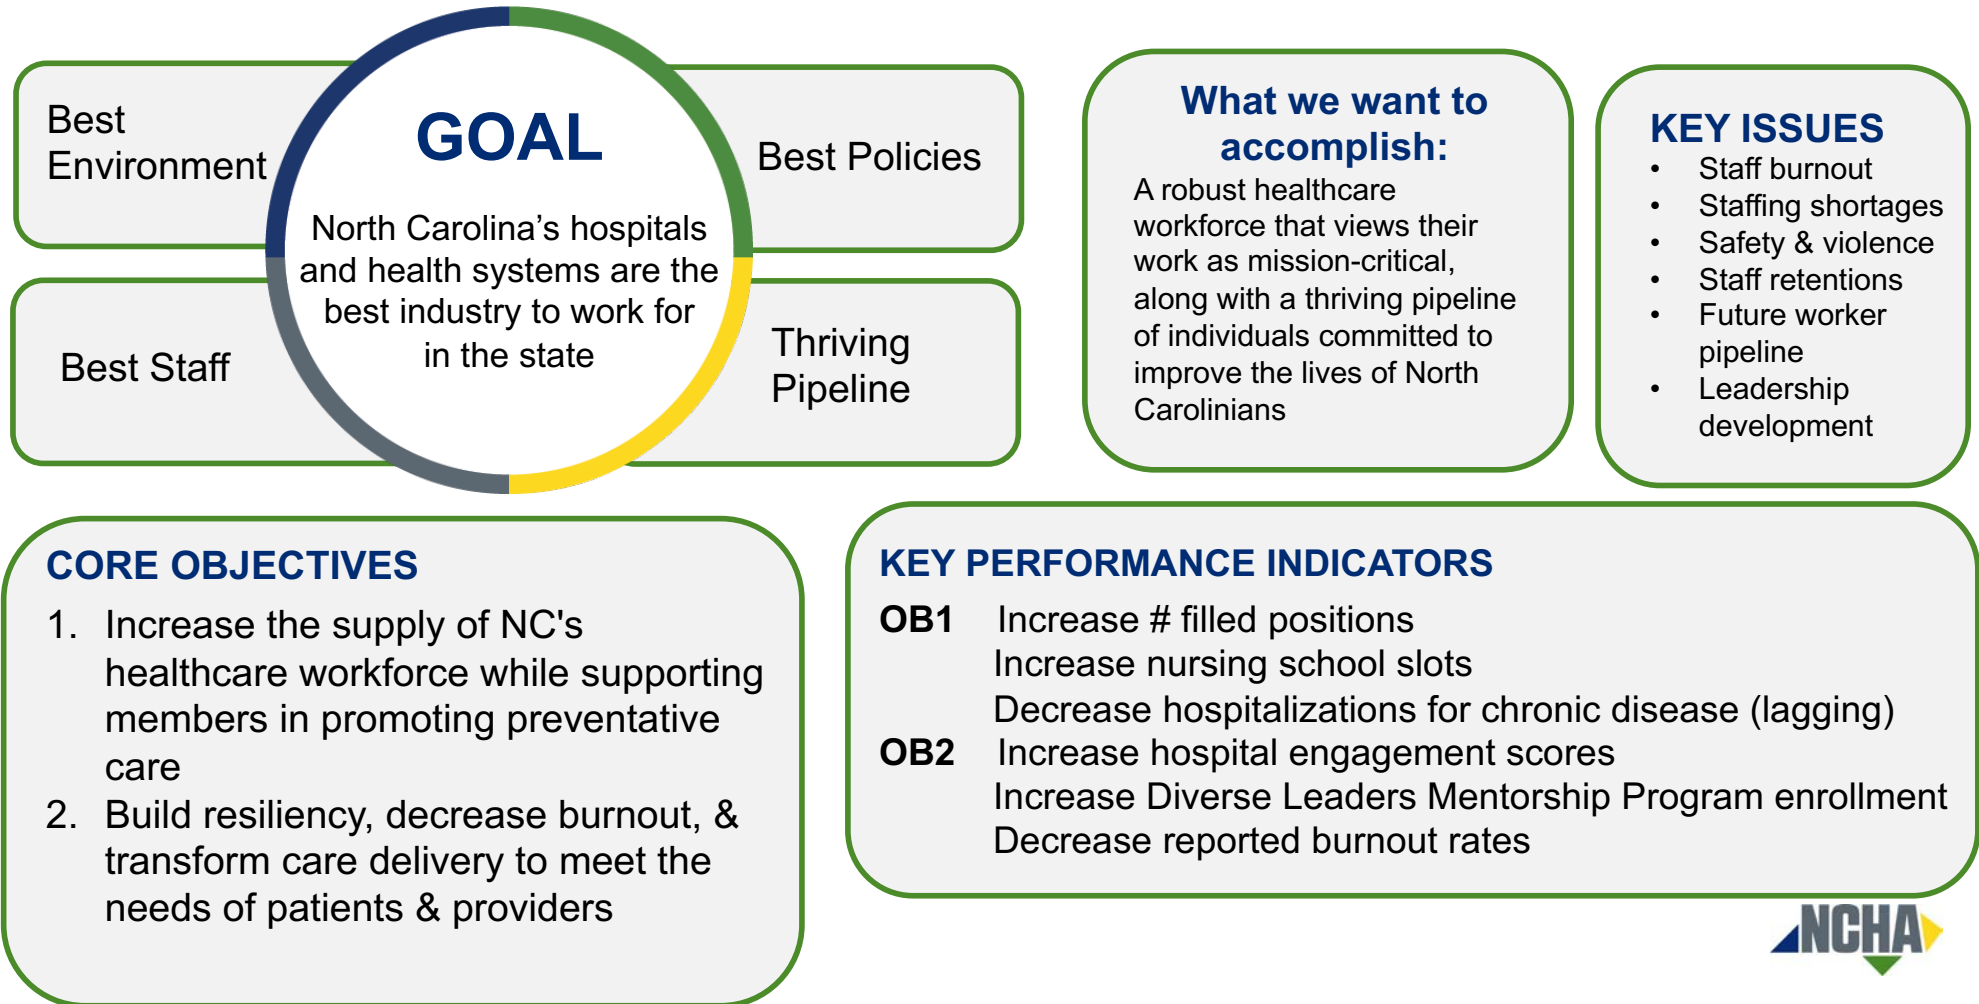 Best
Environment
GOAL
North Carolina’s hospitals
and health systems are the
best industry to work for
in the state
Best Policies
Best Staff
Thriving
Pipeline
What we want to
accomplish:
A robust healthcare
workforce that views their
work as mission-critical,
along with a thriving pipeline
of individuals committed to
improve the lives of North
Carolinians
KEY ISSUES
• Staff burnout
• Staffing shortages
• Safety & violence
• Staff retentions
• Future worker
pipeline
• Leadership
development
CORE OBJECTIVES
1. Increase the supply of NC's
healthcare workforce while supporting
members in promoting preventative
care
2. Build resiliency, decrease burnout, &
transform care delivery to meet the
needs of patients & providers
KEY PERFORMANCE INDICATORS
OB1 Increase # filled positions
Increase nursing school slots
Decrease hospitalizations for chronic disease (lagging)
OB2 Increase hospital engagement scores
Increase Diverse Leaders Mentorship Program enrollment
Decrease reported burnout rates
NCHA